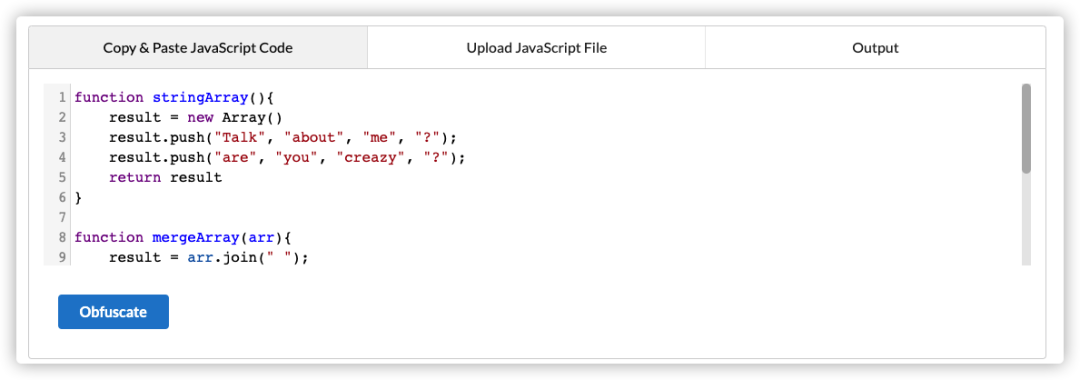 Copy & Paste JavaScript Code Upload JavaScript File Output
1 function stringArray(){
2     result = new Array()
3     result.push("Talk", "about", "me", "?");
4     result.push("are", "you", "creazy", "?");
5     return result
6 }
7
8 function mergeArray(arr){
9     result = arr.join(" ");
Obfuscate